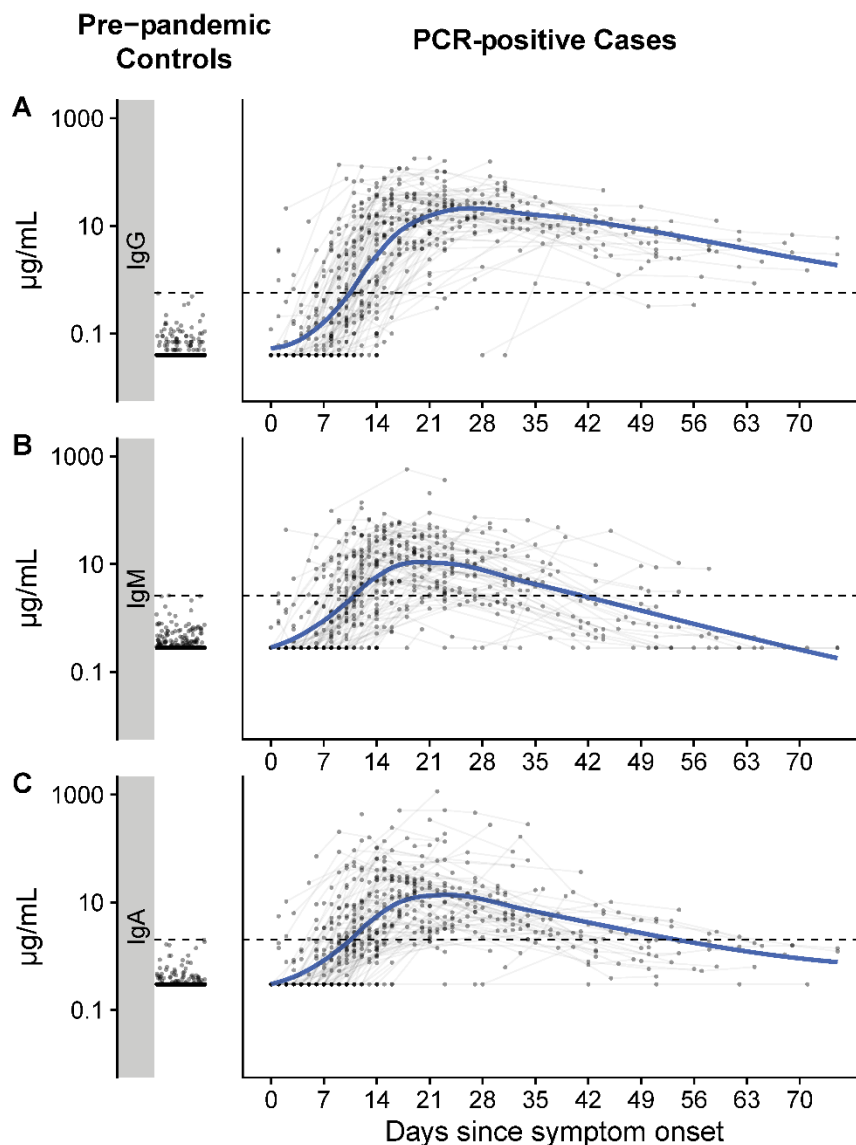 Pre−pandemic
Controls
PCR-positive Cases
A
µg/mL
1000
10
0.1
IgG
0 7 14 21 28 35 42 49 56 63 70
B
µg/mL
1000
10
0.1
IgM
0 7 14 21 28 35 42 49 56 63 70
C
µg/mL
1000
10
0.1
IgA
0 7 14 21 28 35 42 49 56 63 70
Days since symptom onset